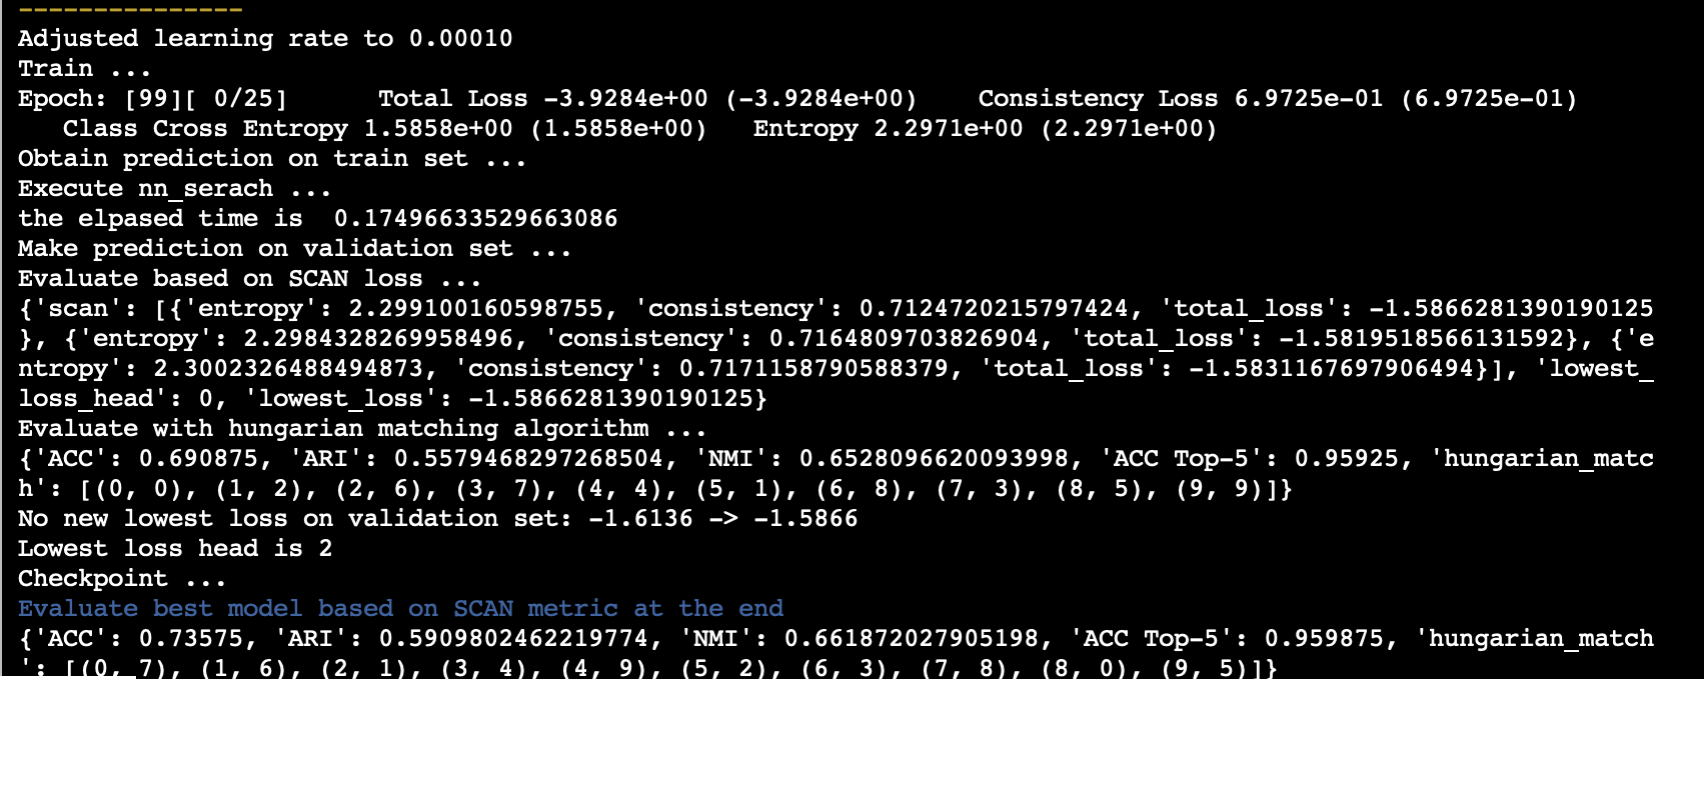 ---------------
Adjusted learning rate to 0.00010
Train ...
Epoch: [99][ 0/25]      Total Loss -3.9284e+00 (-3.9284e+00)    Consistency Loss 6.9725e-01 (6.9725e-01)
   Class Cross Entropy 1.5858e+00 (1.5858e+00)   Entropy 2.2971e+00 (2.2971e+00)
Obtain prediction on train set ...
Execute nn_serach ...
the elpased time is  0.17496633529663086
Make prediction on validation set ...
Evaluate based on SCAN loss ...
{'scan': [{'entropy': 2.299100160598755, 'consistency': 0.7124720215797424, 'total_loss': -1.5866281390190125
}, {'entropy': 2.2984328269958496, 'consistency': 0.7164809703826904, 'total_loss': -1.5819518566131592}, {'e
ntropy': 2.3002326488494873, 'consistency': 0.7171158790588379, 'total_loss': -1.5831167697906494}], 'lowest_
loss_head': 0, 'lowest_loss': -1.5866281390190125}
Evaluate with hungarian matching algorithm ...
{'ACC': 0.690875, 'ARI': 0.5579468297268504, 'NMI': 0.6528096620093998, 'ACC Top-5': 0.95925, 'hungarian_matc
h': [(0, 0), (1, 2), (2, 6), (3, 7), (4, 4), (5, 1), (6, 8), (7, 3), (8, 5), (9, 9)]}
No new lowest loss on validation set: -1.6136 -> -1.5866
Lowest loss head is 2
Checkpoint ...
Evaluate best model based on SCAN metric at the end
{'ACC': 0.73575, 'ARI': 0.5909802462219774, 'NMI': 0.661872027905198, 'ACC Top-5': 0.959875, 'hungarian_match
': [(0, 7), (1, 6), (2, 1), (3, 4), (4, 9), (5, 2), (6, 3), (7, 8), (8, 0), (9, 5)]}